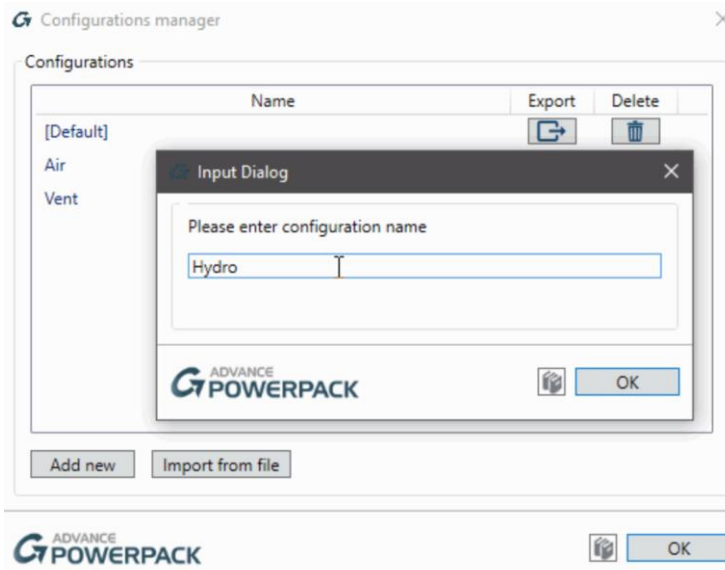 Configurations manager
Configurations
Name Export Delete
[Default]
Air
Vent
Input Dialog
Please enter configuration name
Hydro
ADVANCE
POWERPACK
OK
Add new Import from file
ADVANCE
POWERPACK
OK